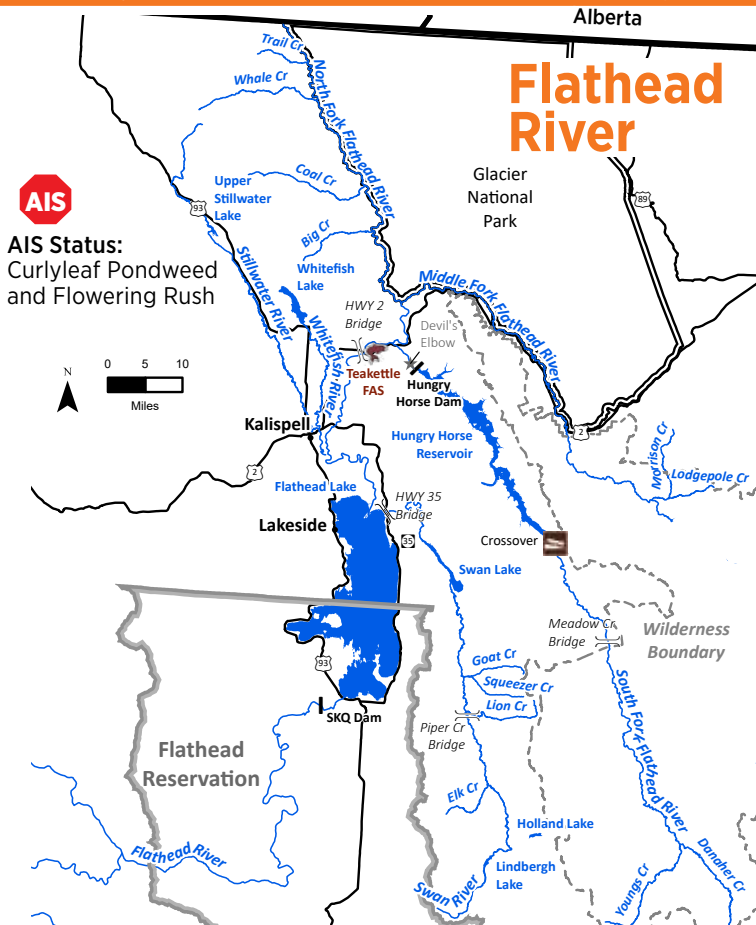 Alberta
Flathead
River
Trail Cr
Whale Cr
North Fork Flathead River
Glacier
National
Park
89
Coal Cr
Upper
Stillwater
Lake
AIS
93
AIS Status:
Curlyleaf Pondweed
and Flowering Rush
Big Cr
Whitefish
Lake
Stillwater River
Middle Fork Flathead River
HWY 2
Bridge
Devil's
Elbow
Whitefish River
Teakettle
FAS
Hungry
Horse Dam
N
0 5 10
Miles
Kalispell
Hungry Horse
Reservoir
2
Morrison Cr
Lodgepole Cr
2
Flathead Lake
HWY 35
Bridge
Lakeside
35
Crossover
Swan Lake
Meadow Cr
Bridge
Wilderness
Boundary
93
Goat Cr
Squeezer Cr
Lion Cr
SKQ Dam
Piper Cr
Bridge
South Fork Flathead River
Flathead
Reservation
Elk Cr
Holland Lake
Flathead River
Lindbergh
Lake
Swan River
Youngs Cr
Danaher Cr